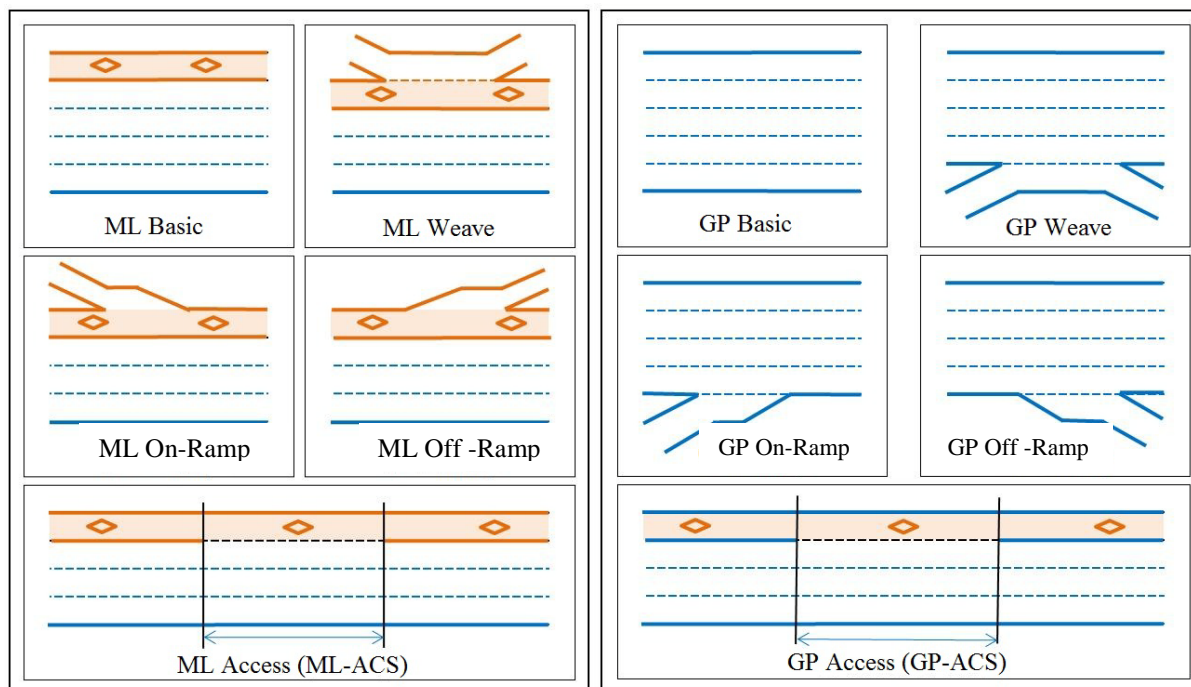 ML Basic
ML Weave
ML On-Ramp
ML Off -Ramp
ML Access (ML-ACS)
GP Basic
GP Weave
GP On-Ramp
GP Off -Ramp
GP Access (GP-ACS)